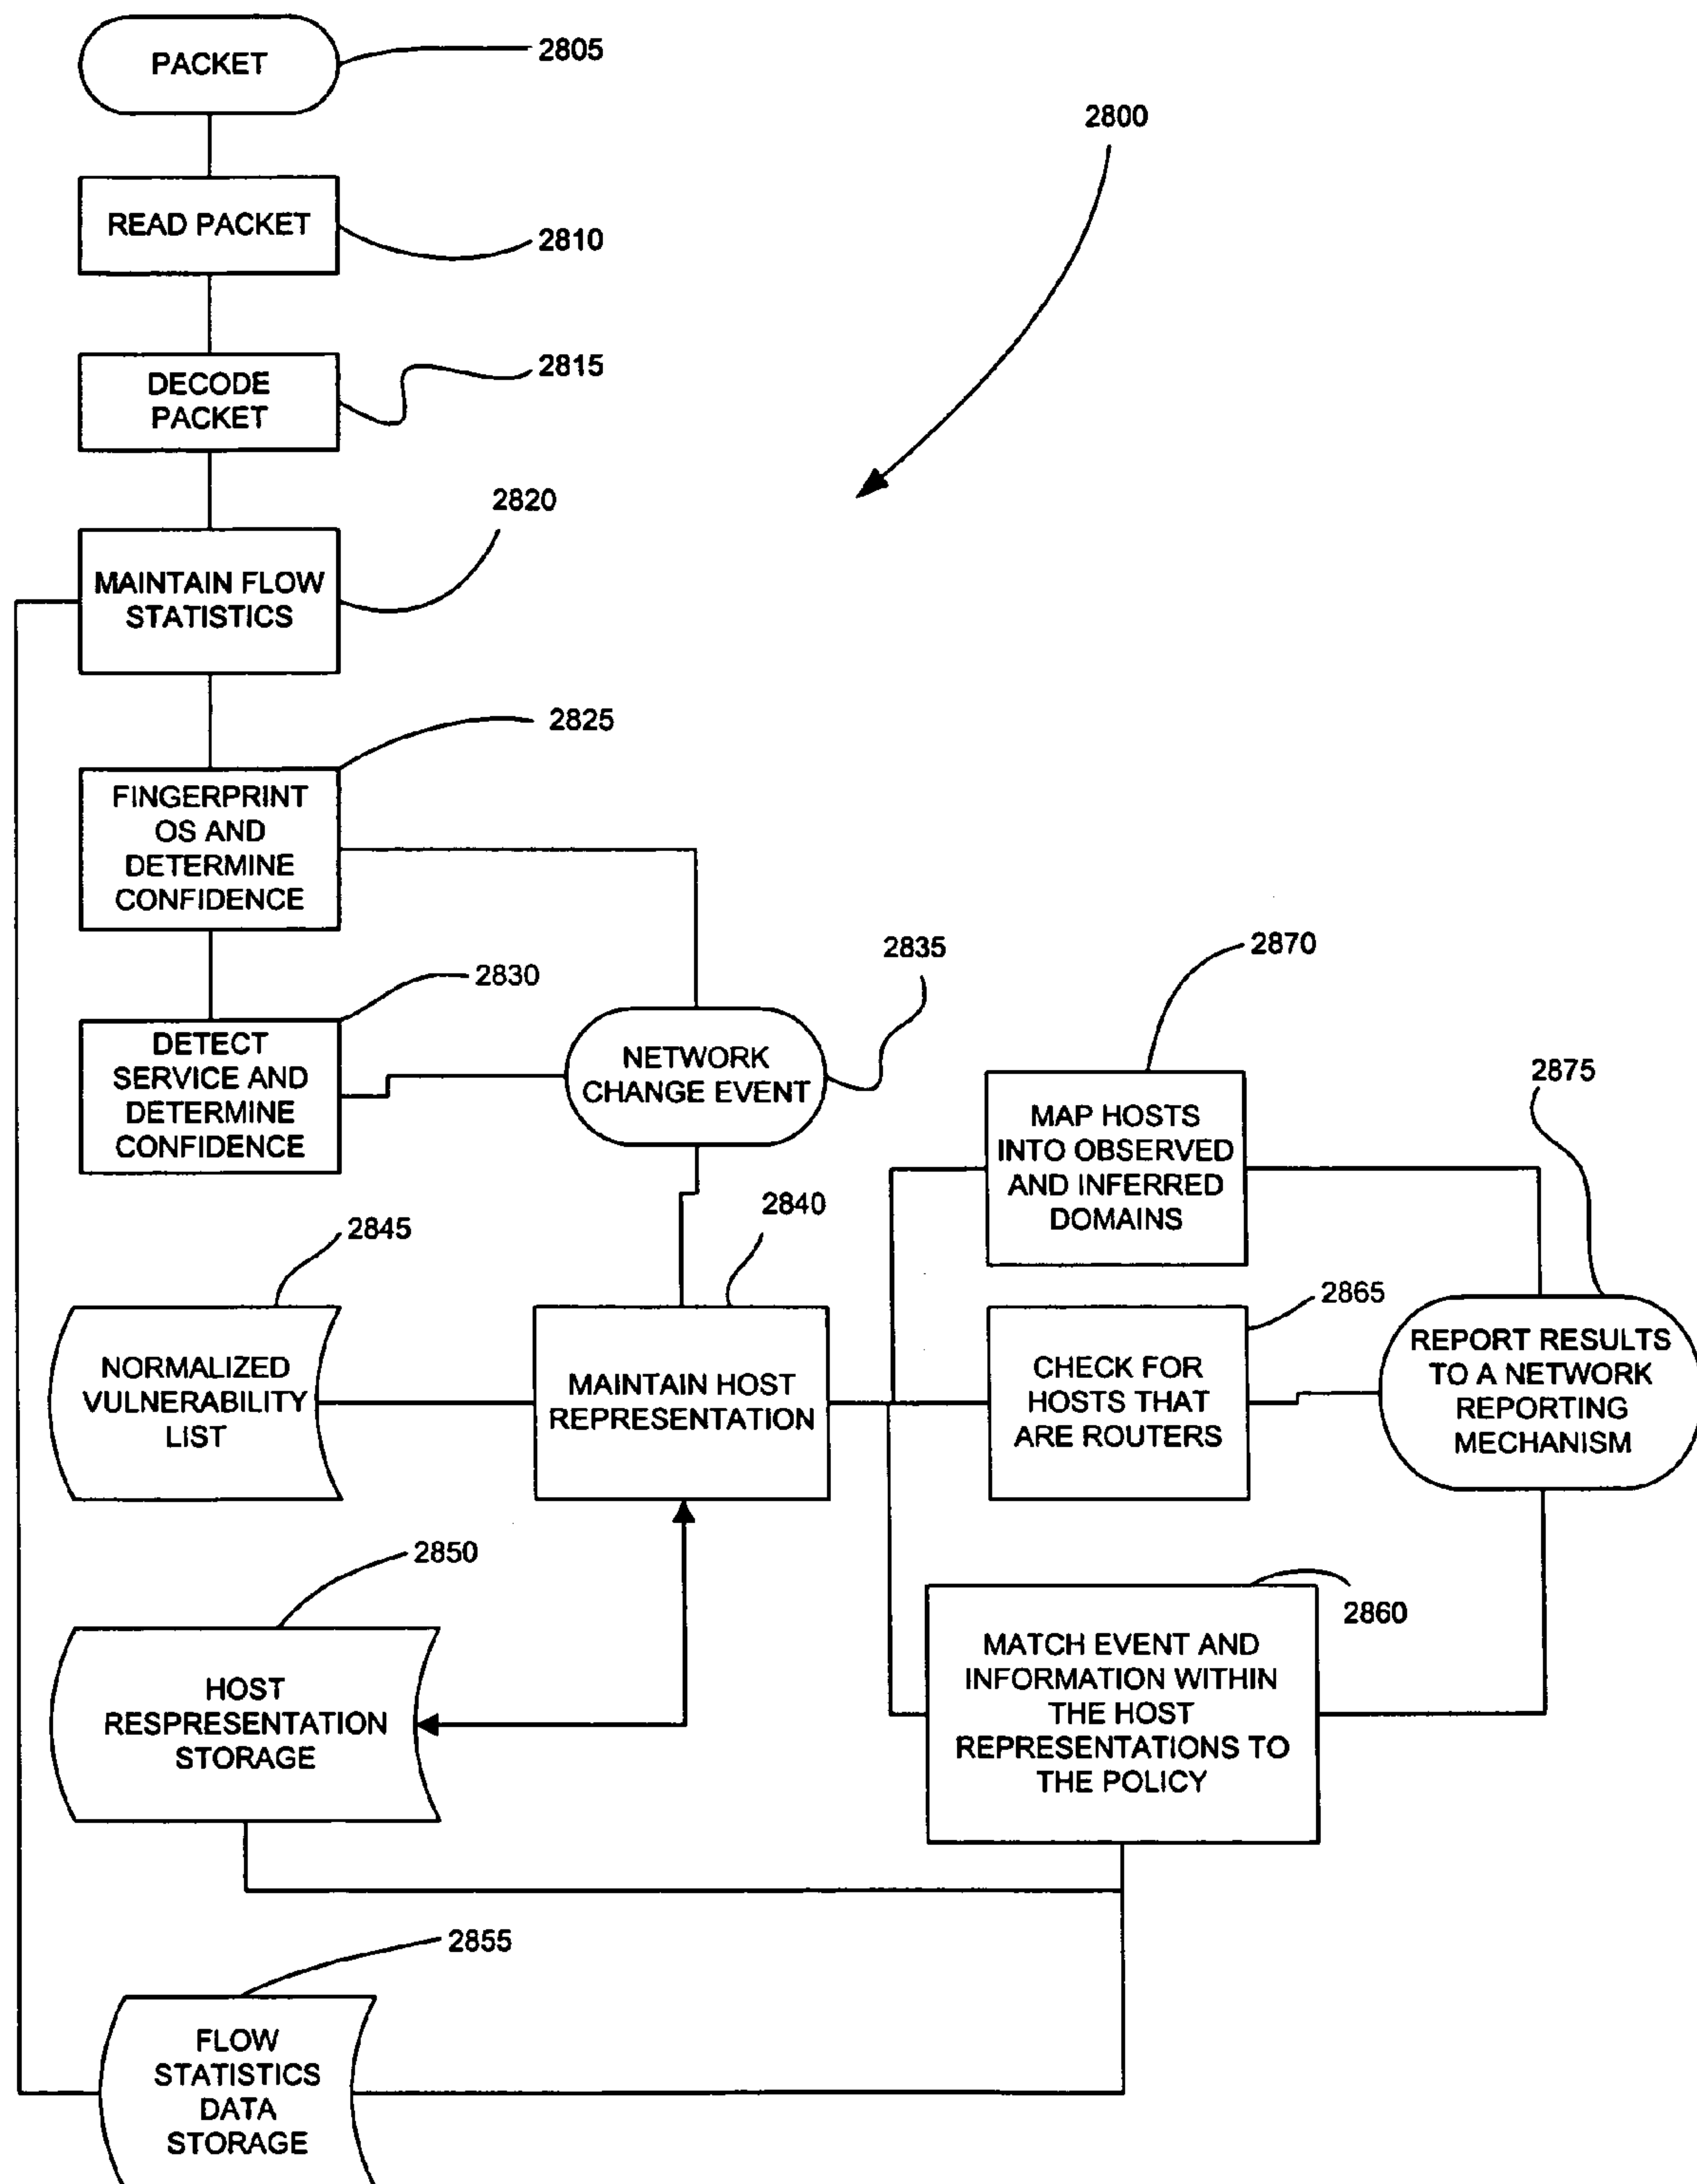 PACKET
2805
2800
READ PACKET
2810
DECODE
PACKET
2815
2820
MAINTAIN FLOW
STATISTICS
2825
FINGERPRINT
OS AND
DETERMINE
CONFIDENCE
2830
DETECT
SERVICE AND
DETERMINE
CONFIDENCE
2835
NETWORK
CHANGE EVENT
2870
MAP HOSTS
INTO OBSERVED
AND INFERRED
DOMAINS
2875
REPORT RESULTS
TO A NETWORK
REPORTING
MECHANISM
2845
NORMALIZED
VULNERABILITY
LIST
2840
MAINTAIN HOST
REPRESENTATION
2865
CHECK FOR
HOSTS THAT
ARE ROUTERS
2850
HOST
RESPRESENTATION
STORAGE
2860
MATCH EVENT AND
INFORMATION WITHIN
THE HOST
REPRESENTATIONS TO
THE POLICY
2855
FLOW
STATISTICS
DATA
STORAGE